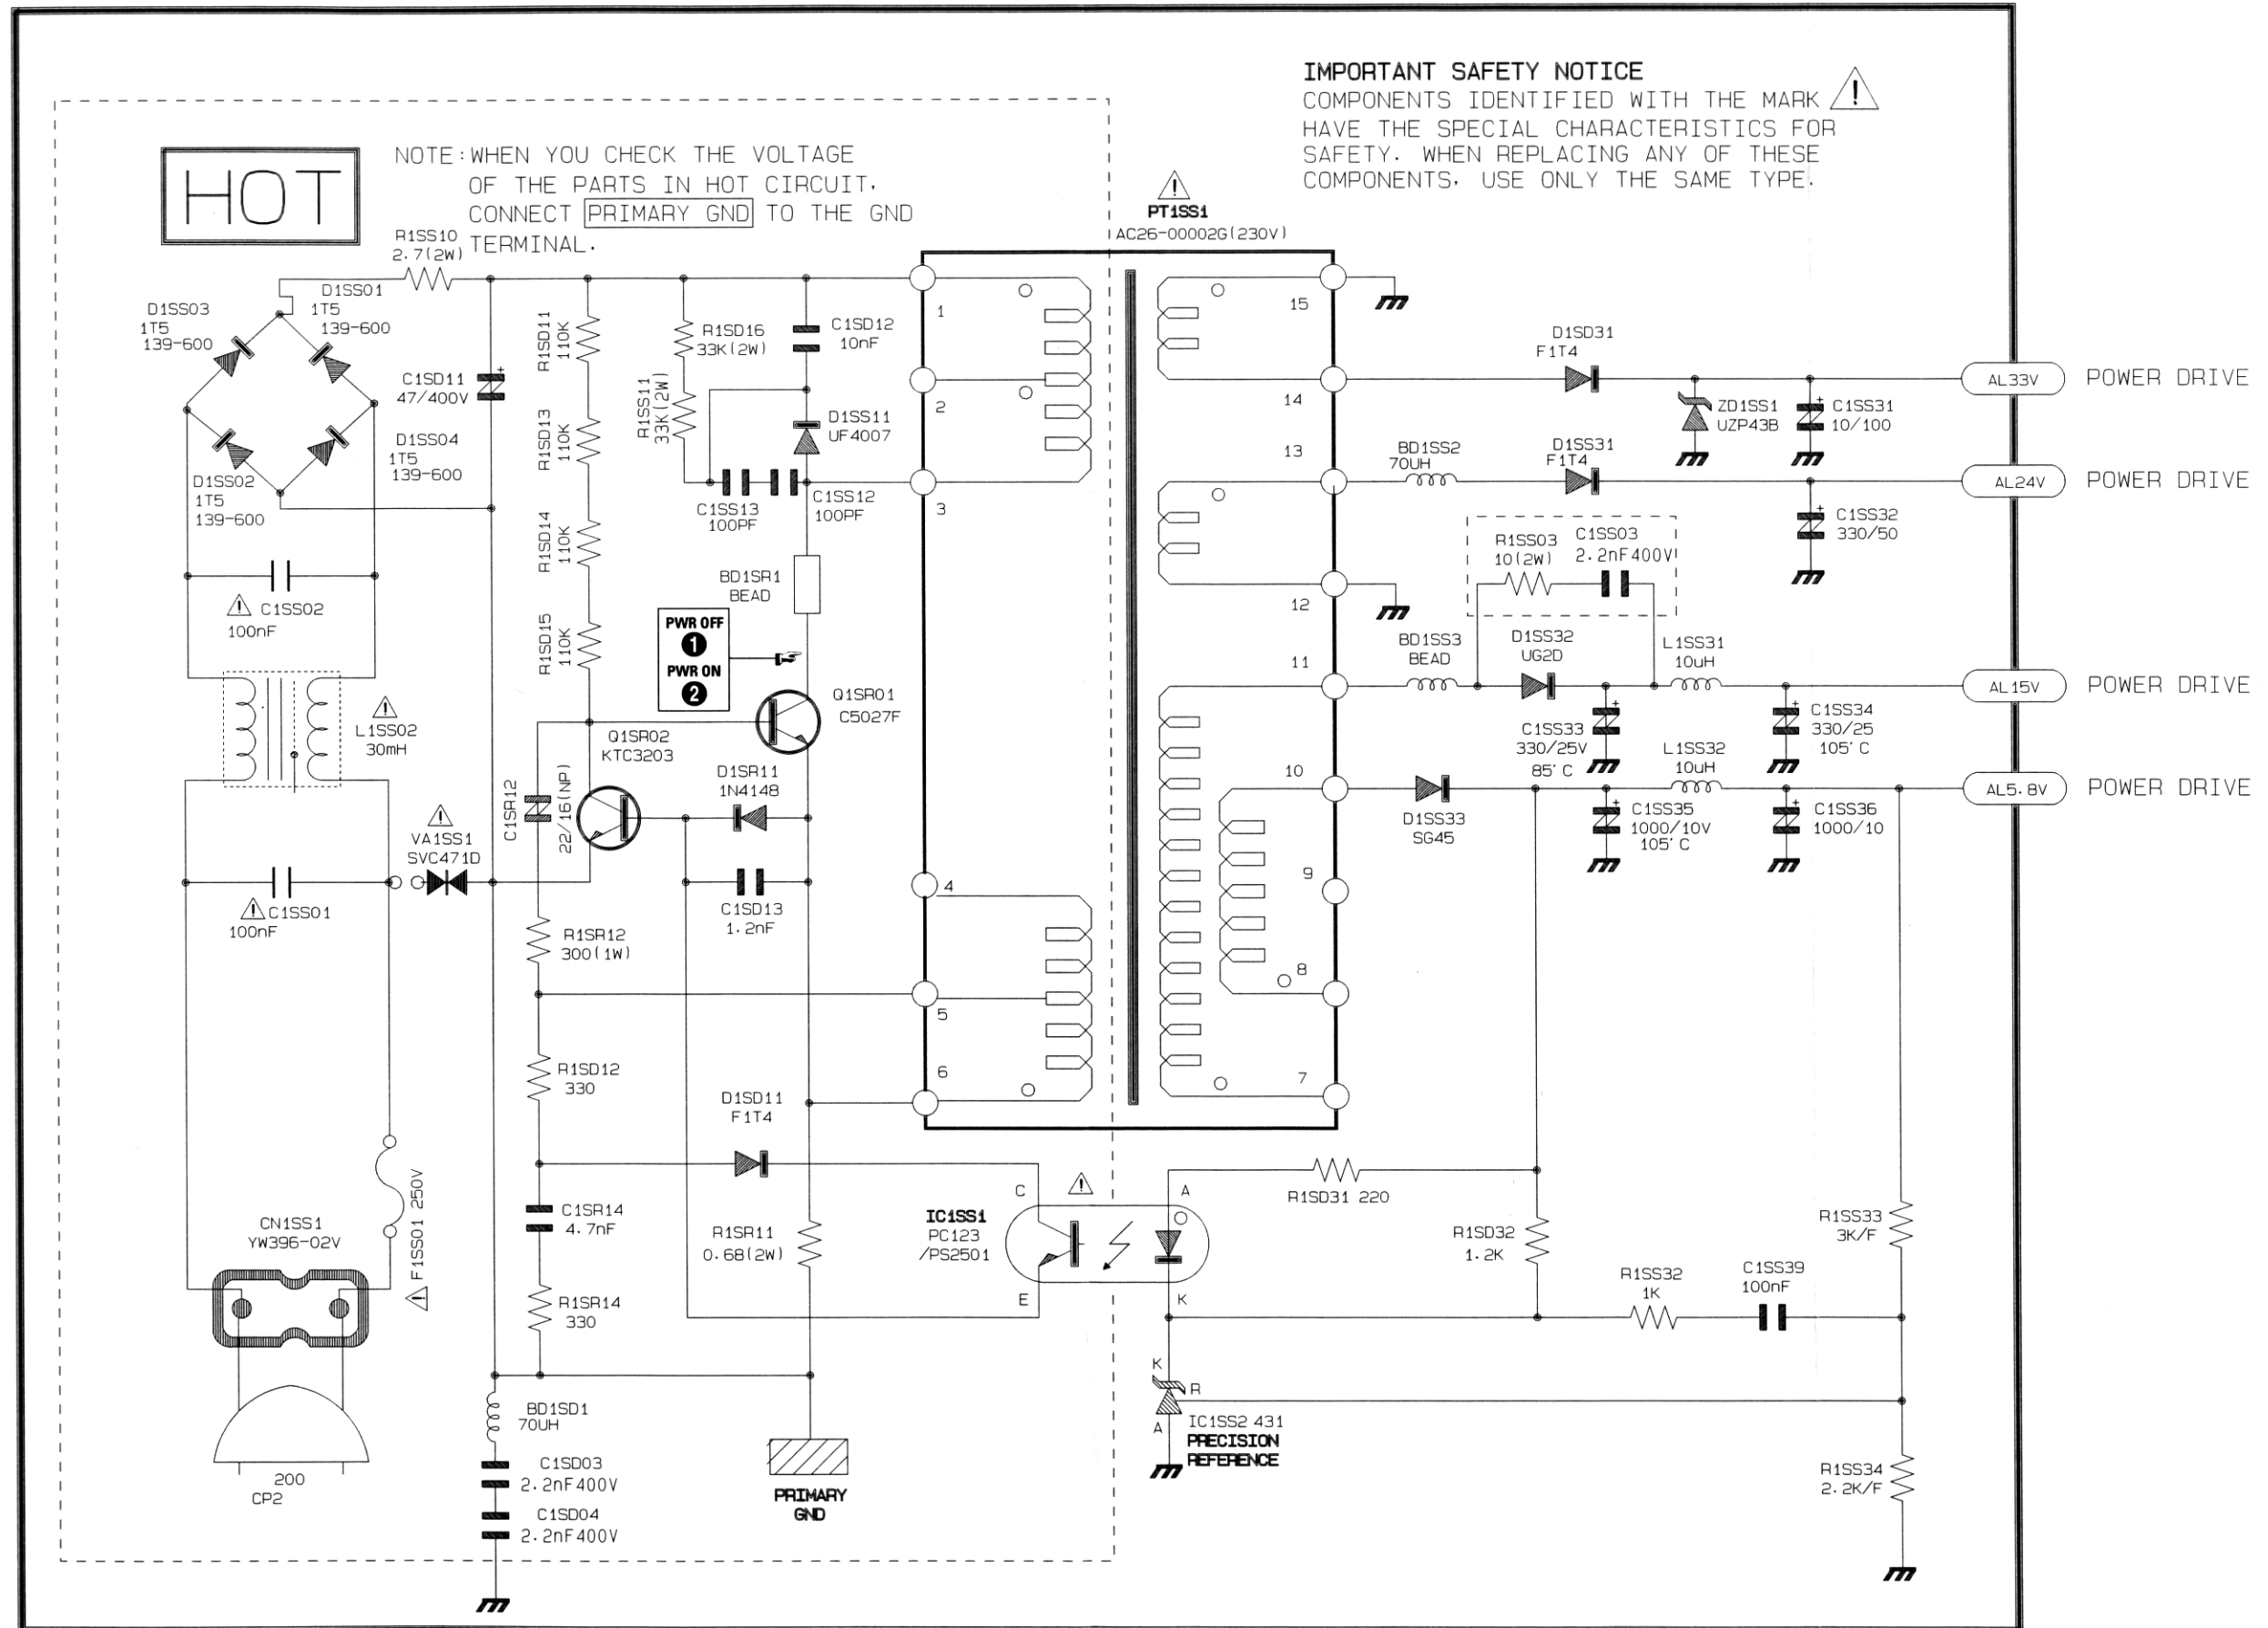 IMPORTANT SAFETY NOTICE
COMPONENTS IDENTIFIED WITH THE MARK
HAVE THE SPECIAL CHARACTERISTICS FOR
SAFETY. WHEN REPLACING ANY OF THESE
COMPONENTS, USE ONLY THE SAME TYPE.
HOT
NOTE:WHEN YOU CHECK THE VOLTAGE
OF THE PARTS IN HOT CIRCUIT,
CONNECT PRIMARY GND TO THE GND
TERMINAL.
PT1SS1
AC26-00002G(230V)
R1SS10
2.7(2W)
D1SS03
1T5
139-600
D1SS01
1T5
139-600
D1SS02
1T5
139-600
D1SS04
1T5
139-600
C1SD11
47/400V
R1SD11
110K
R1SD13
110K
R1SD14
110K
R1SD15
110K
R1SD16
33K(2W)
R1SS11
33K(2W)
C1SD12
10nF
D1SS11
UF4007
C1SS13
100PF
C1SS12
100PF
BD1SR1
BEAD
PWR OFF
1
PWR ON
2
Q1SR01
C5027F
Q1SR02
KTC3203
D1SR11
1N4148
C1SR12
22/16(NP)
C1SD13
1.2nF
C1SS02
100nF
L1SS02
30mH
VA1SS1
SVC471D
C1SS01
100nF
R1SR12
300(1W)
R1SD12
330
D1SD11
F1T4
C1SR14
4.7nF
R1SR14
330
R1SR11
0.68(2W)
F1SS01 250V
CN1SS1
YW396-02V
200
CP2
BD1SD1
70UH
C1SD03
2.2nF400V
C1SD04
2.2nF400V
PRIMARY
GND
1
2
3
4
5
6
15
14
13
12
11
10
9
8
7
D1SD31
F1T4
ZD1SS1
UZP43B
C1SS31
10/100
AL33V
POWER DRIVE
BD1SS2
70UH
D1SS31
F1T4
C1SS32
330/50
AL24V
POWER DRIVE
R1SS03
10(2W)
C1SS03
2.2nF400V
BD1SS3
BEAD
D1SS32
UG2D
L1SS31
10uH
C1SS33
330/25V
85°C
C1SS34
330/25
105°C
AL15V
POWER DRIVE
L1SS32
10uH
D1SS33
SG45
C1SS35
1000/10V
105°C
C1SS36
1000/10
AL5.8V
POWER DRIVE
IC1SS1
PC123
/PS2501
C
A
E
K
R1SD31 220
R1SD32
1.2K
R1SS33
3K/F
R1SS32
1K
C1SS39
100nF
K
R
A
IC1SS2 431
PRECISION
REFERENCE
R1SS34
2.2K/F